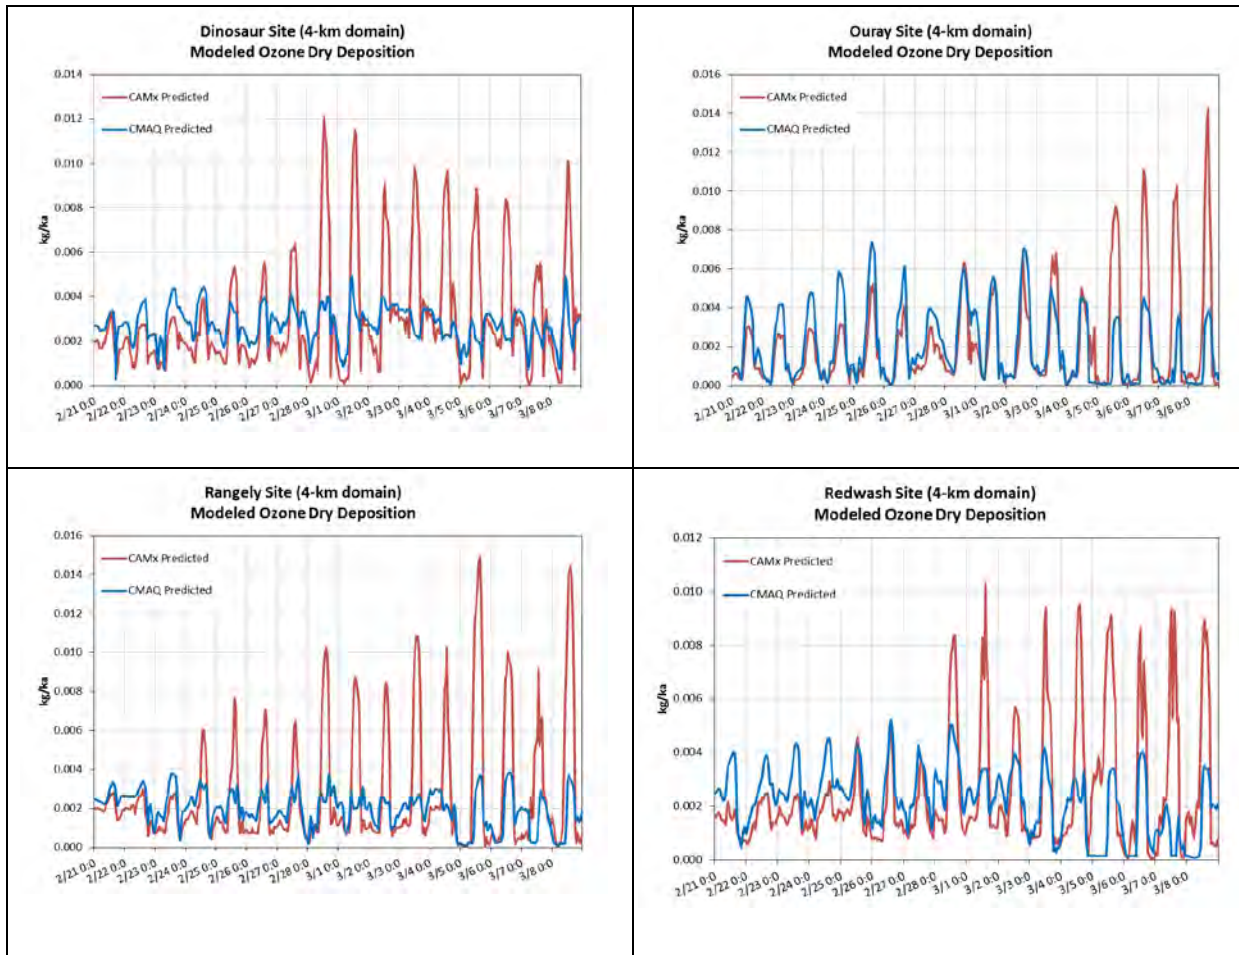 Dinosaur Site (4-km domain)
Modeled Ozone Dry Deposition
0.014
0.012
0.010
0.008
0.006
0.004
0.002
0.000
kg/ka
CAMx Predicted
CMAQ Predicted
2/21 0:0 2/22 0:0 2/23 0:0 2/24 0:0 2/25 0:0 2/26 0:0 2/27 0:0 2/28 0:0 3/1 0:0 3/2 0:0 3/3 0:0 3/4 0:0 3/5 0:0 3/6 0:0 3/7 0:0 3/8 0:0
Ouray Site (4-km domain)
Modeled Ozone Dry Deposition
0.016
0.014
0.012
0.010
0.008
0.006
0.004
0.002
0.000
kg/ka
CAMx Predicted
CMAQ Predicted
2/21 0:0 2/22 0:0 2/23 0:0 2/24 0:0 2/25 0:0 2/26 0:0 2/27 0:0 2/28 0:0 3/1 0:0 3/2 0:0 3/3 0:0 3/4 0:0 3/5 0:0 3/6 0:0 3/7 0:0 3/8 0:0
Rangely Site (4-km domain)
Modeled Ozone Dry Deposition
0.016
0.014
0.012
0.010
0.008
0.006
0.004
0.002
0.000
kg/ka
CAMx Predicted
CMAQ Predicted
2/21 0:0 2/22 0:0 2/23 0:0 2/24 0:0 2/25 0:0 2/26 0:0 2/27 0:0 2/28 0:0 3/1 0:0 3/2 0:0 3/3 0:0 3/4 0:0 3/5 0:0 3/6 0:0 3/7 0:0 3/8 0:0
Redwash Site (4-km domain)
Modeled Ozone Dry Deposition
0.012
0.010
0.008
0.006
0.004
0.002
0.000
kg/ka
CAMx Predicted
CMAQ Predicted
2/21 0:0 2/22 0:0 2/23 0:0 2/24 0:0 2/25 0:0 2/26 0:0 2/27 0:0 2/28 0:0 3/1 0:0 3/2 0:0 3/3 0:0 3/4 0:0 3/5 0:0 3/6 0:0 3/7 0:0 3/8 0:0